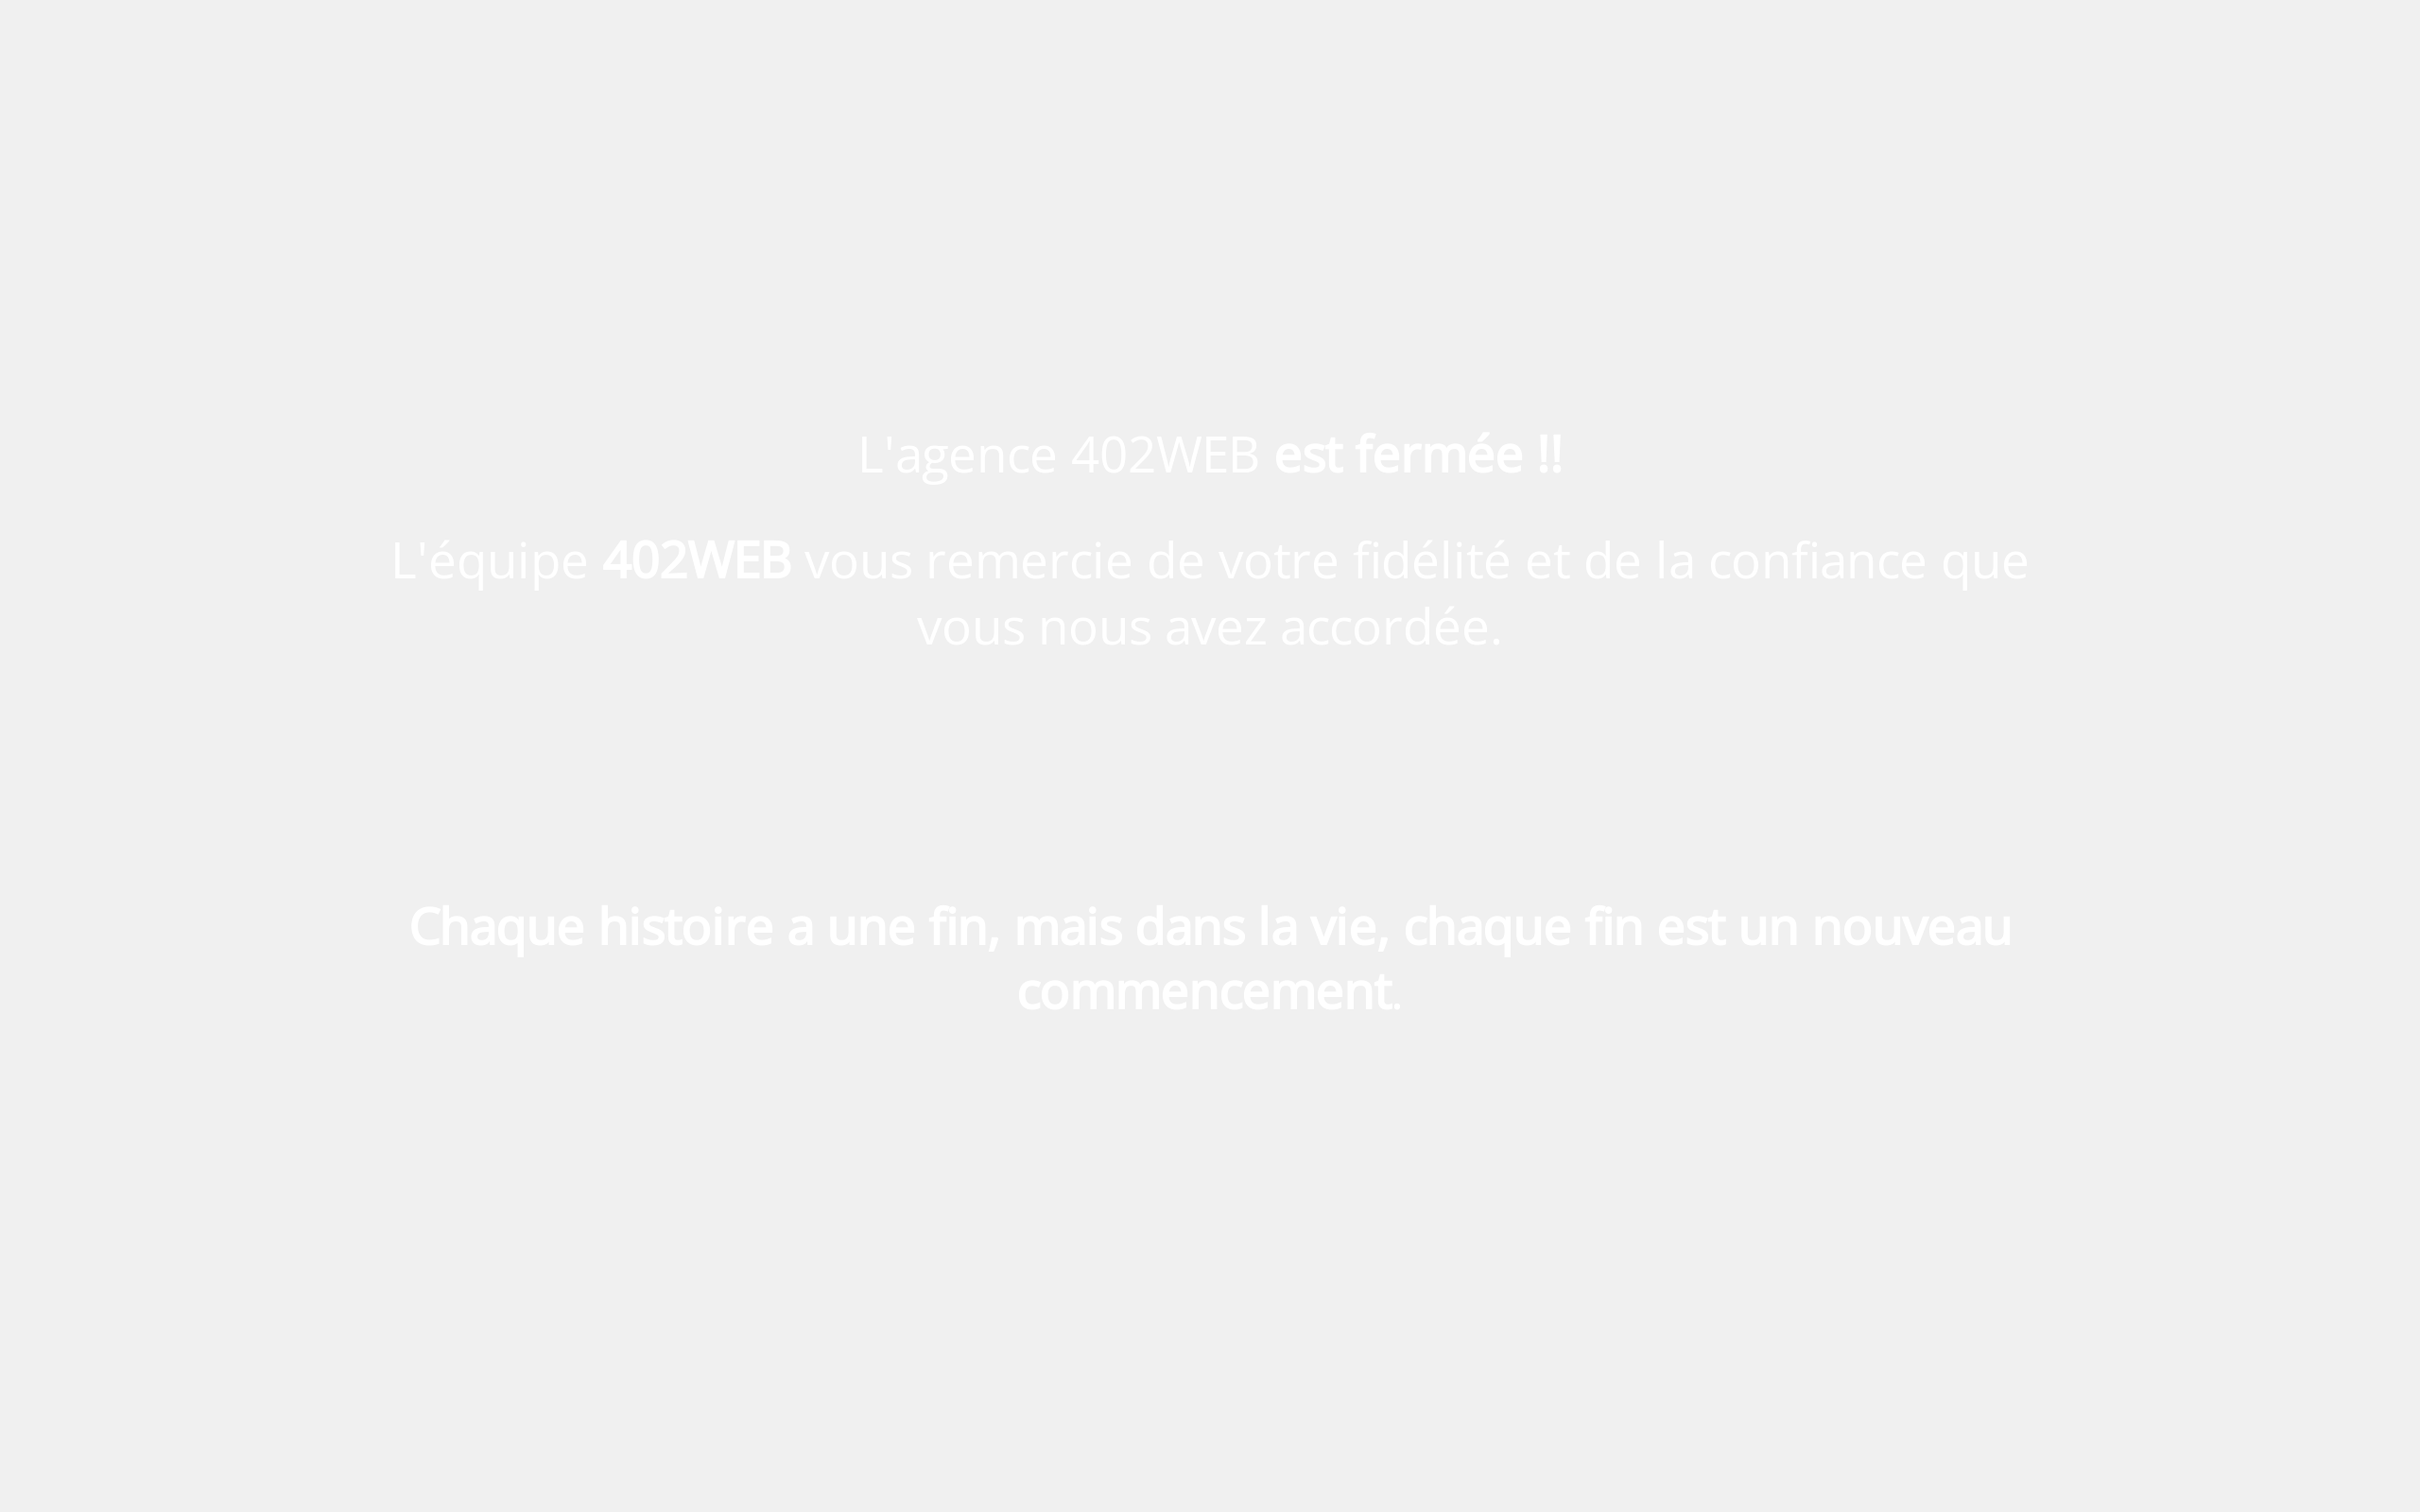 L'agence 402WEB est fermée !!
L'équipe 402WEB vous remercie de votre fidélité et de la confiance que
vous nous avez accordée.
Chaque histoire a une fin, mais dans la vie, chaque fin est un nouveau
commencement.